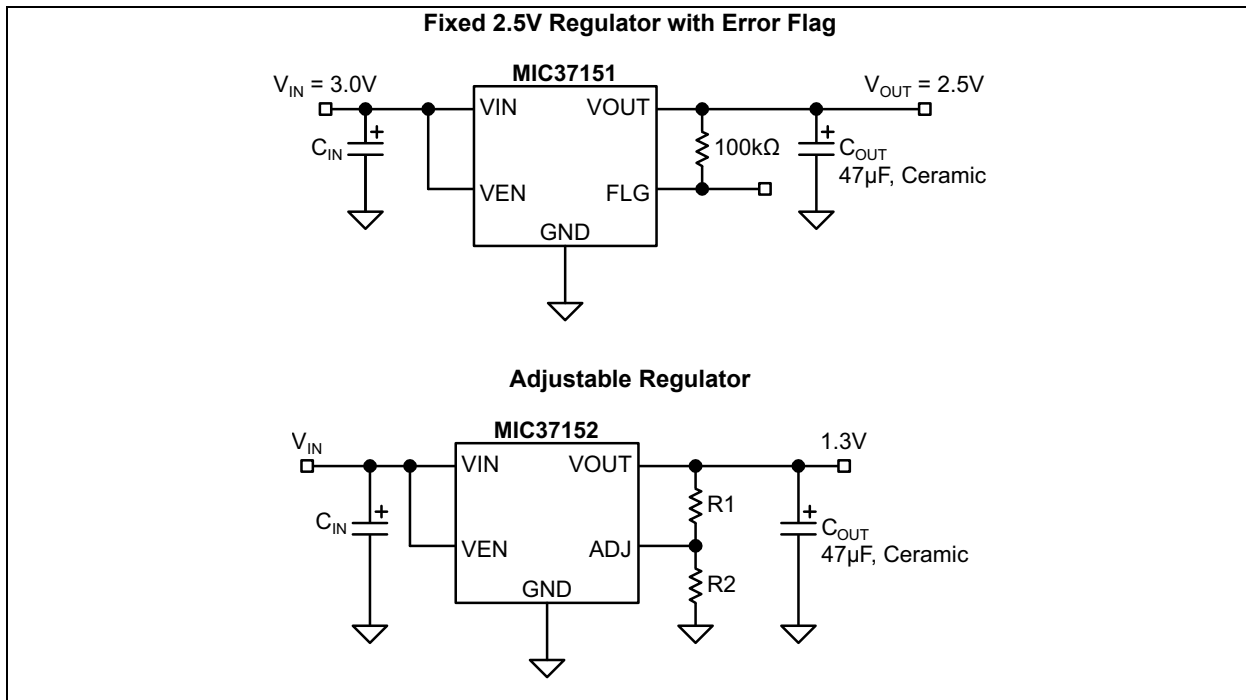 Fixed 2.5V Regulator with Error Flag
MIC37151
VIN = 3.0V
VOUT = 2.5V
VIN
VOUT
CIN
+
100kΩ
+
COUT
47µF, Ceramic
VEN
FLG
GND
Adjustable Regulator
MIC37152
VIN
1.3V
VIN
VOUT
R1
CIN
+
+
COUT
47µF, Ceramic
VEN
ADJ
R2
GND